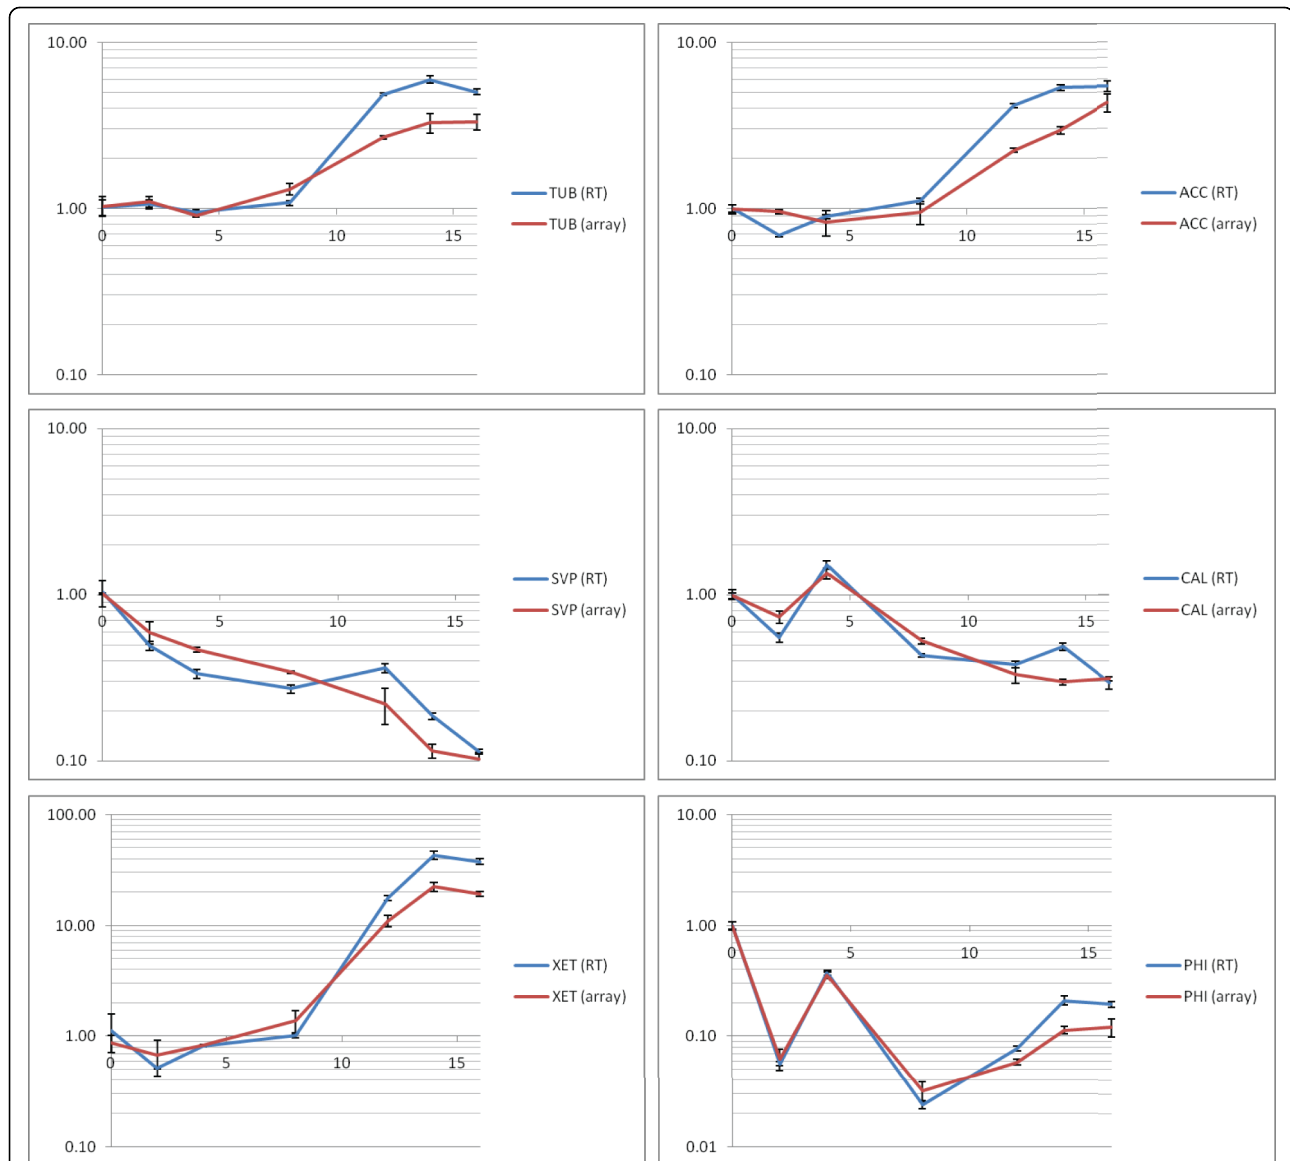 10.00
1.00
0.10
0 5 10 15
TUB (RT)
TUB (array)
10.00
1.00
0.10
0 5 10 15
ACC (RT)
ACC (array)
10.00
1.00
0.10
0 5 10 15
SVP (RT)
SVP (array)
10.00
1.00
0.10
0 5 10 15
CAL (RT)
CAL (array)
100.00
10.00
1.00
0.10
0 5 10 15
XET (RT)
XET (array)
10.00
1.00
0.10
0.01
0 5 10 15
PHI (RT)
PHI (array)